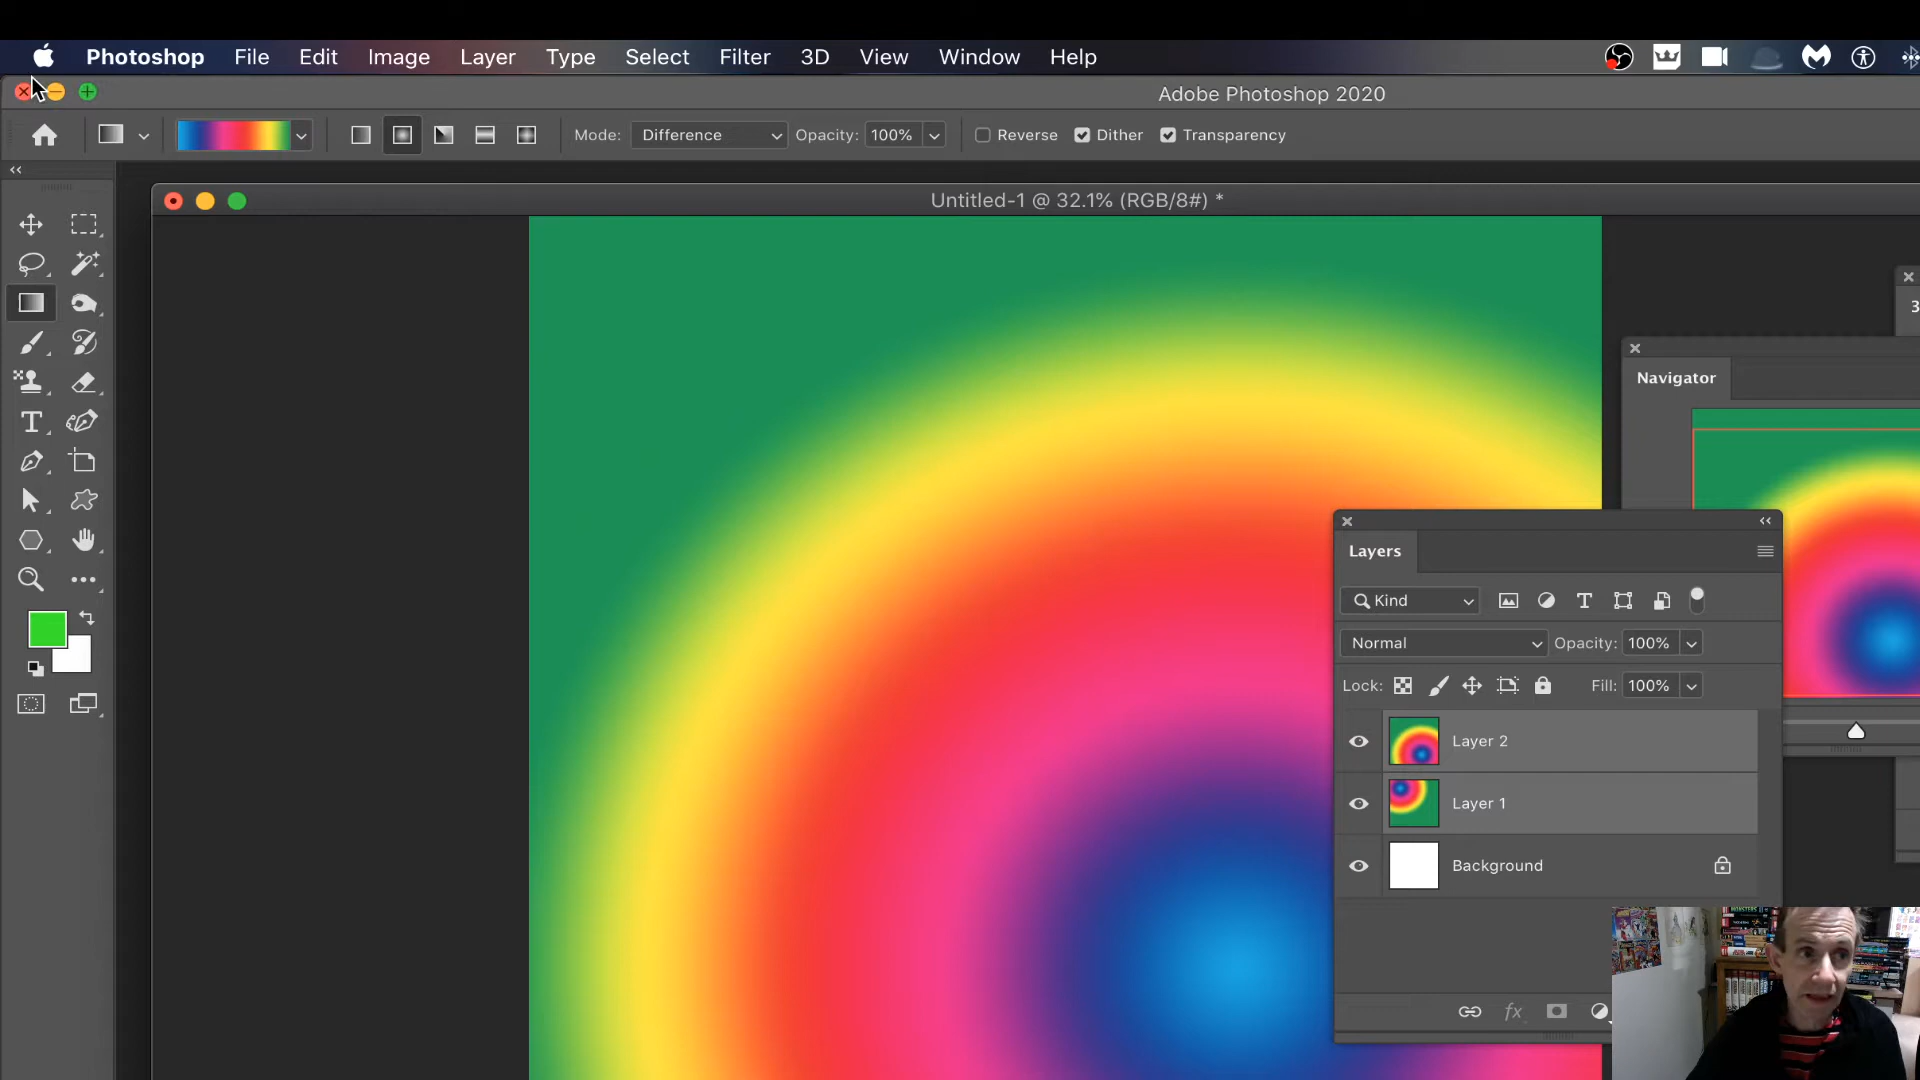 Photoshop File Edit Image Layer Type Select Filter 3D View Window Help
Adobe Photoshop 2020
Mode: Difference Opacity: 100% Reverse Dither Transparency
Untitled-1 @ 32.1% (RGB/8#) *
3
Navigator
Layers
Kind
Normal Opacity: 100%
Lock: Fill: 100%
Layer 2
Layer 1
Background
fx